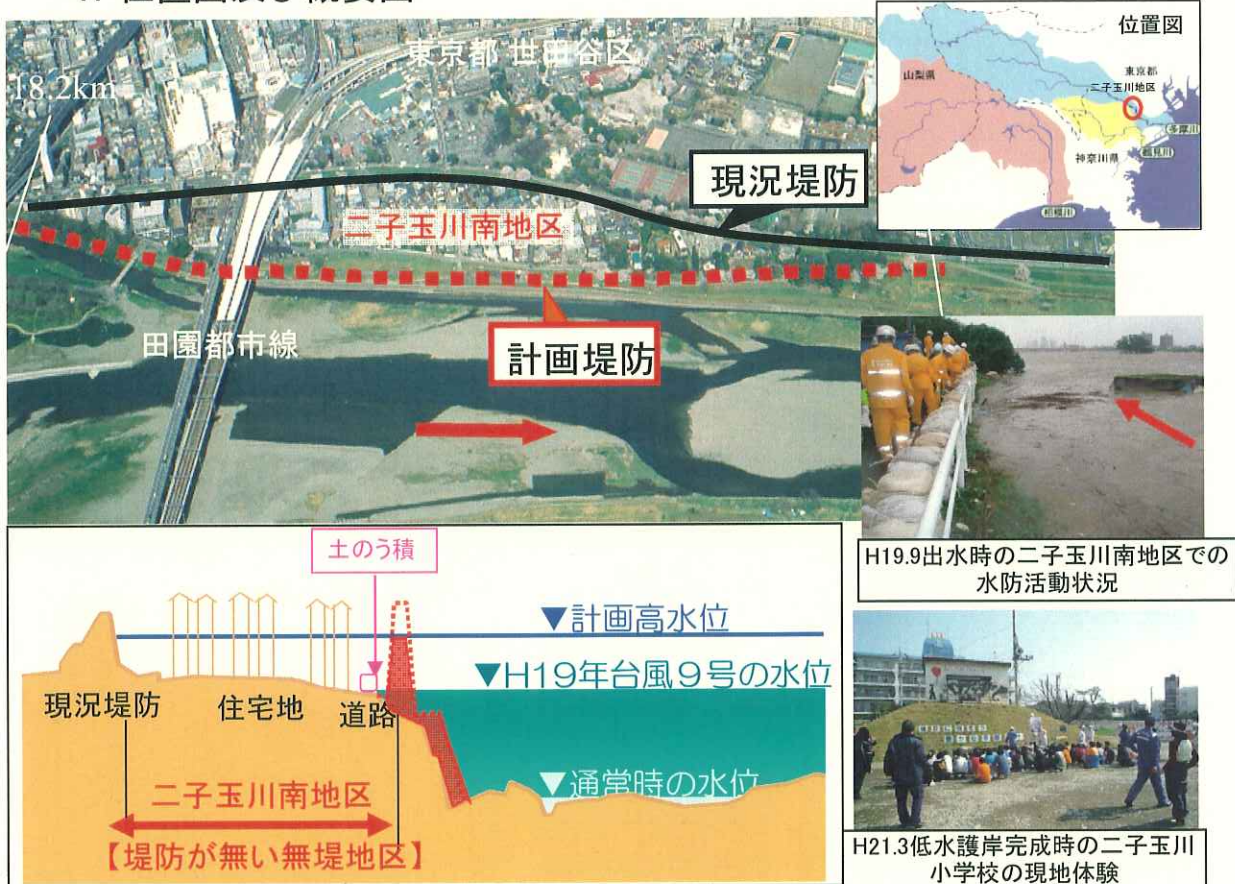 東京都 世田谷区
18.2km
現況堤防
二子玉川南地区
計画堤防
田園都市線
位置図
山梨県
東京都
二子玉川地区
多摩川
鶴見川
神奈川県
相模川
H19.9出水時の二子玉川南地区での
水防活動状況
土のう積
▼計画高水位
▼H19年台風9号の水位
現況堤防
住宅地
道路
▼通常時の水位
二子玉川南地区
【堤防が無い無堤地区】
H21.3低水護岸完成時の二子玉川
小学校の現地体験